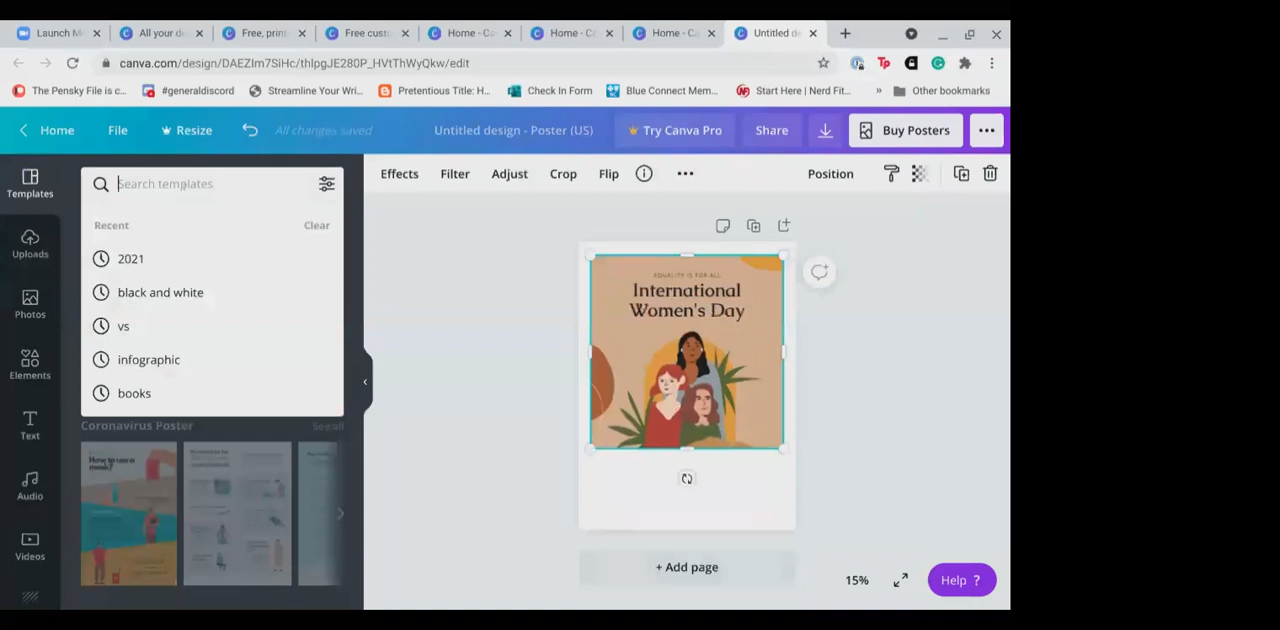 Launch M
All your de
Free, print
Free cust
Home - Ca
Home - Ca
Home - Ca
Untitled de
canva.com/design/DAEZIm7SiHc/thlpgJE280P_HVtThWyQkw/edit
The Pensky File is c...
#generaldiscord
Streamline Your Wri...
Pretentious Title: H...
Check In Form
Blue Connect Mem...
Start Here | Nerd Fit...
»
Other bookmarks
Home
File
Resize
All changes saved
Untitled design - Poster (US)
Try Canva Pro
Share
Buy Posters
Templates
Search templates
Effects
Filter
Adjust
Crop
Flip
Position
Recent
Clear
2021
black and white
vs
infographic
books
Uploads
Photos
Elements
Text
Audio
Videos
Coronavirus Poster
See all
How to use a
mask?
EQUALITY IS FOR ALL
International
Women's Day
+ Add page
15%
Help ?